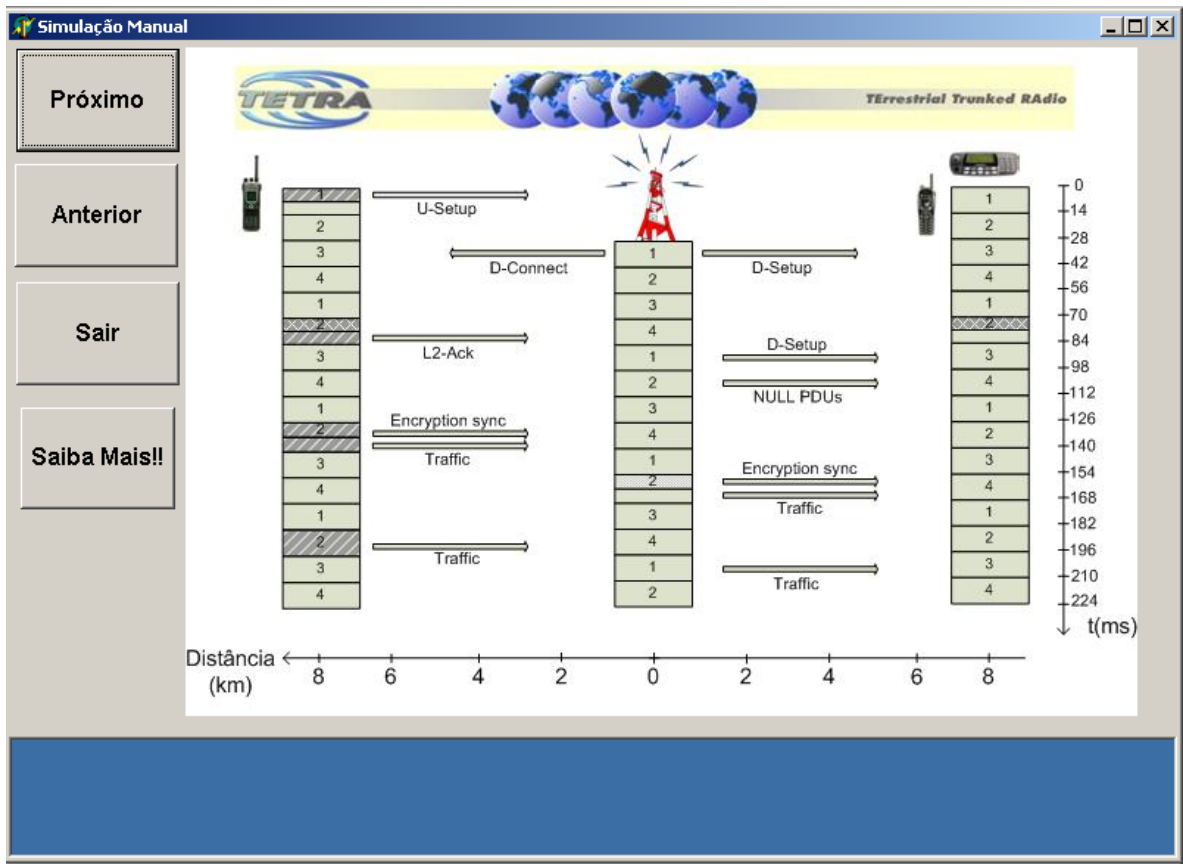 Simulação Manual
Próximo
Anterior
Sair
Saiba Mais!!
TETRA
TErrestrial Trunked RAdio
1
2
3
4
1
2
3
4
1
2
3
4
1
2
3
4
U-Setup
D-Connect
L2-Ack
Encryption sync
Traffic
Traffic
1
2
3
4
1
2
3
4
1
2
3
4
1
2
D-Setup
D-Setup
NULL PDUs
Encryption sync
Traffic
Traffic
1
2
3
4
1
2
3
4
1
2
3
4
1
2
3
4
0
14
28
42
56
70
84
98
112
126
140
154
168
182
196
210
224
t(ms)
Distância
(km)
8 6 4 2 0 2 4 6 8